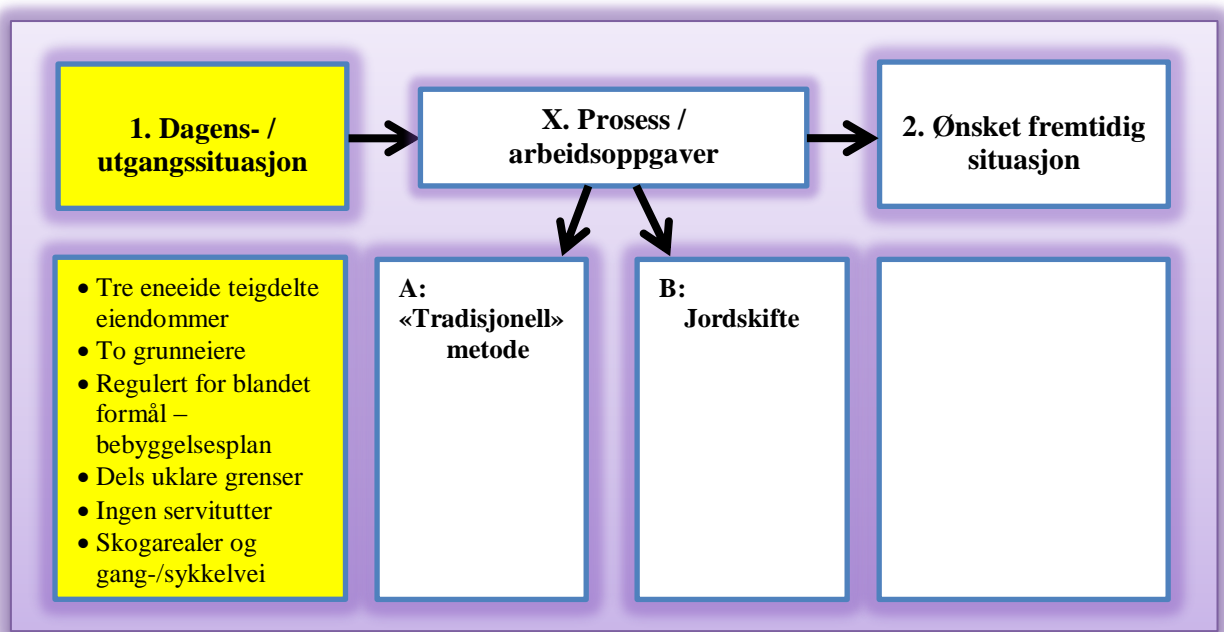 1. Dagens- /
utgangssituasjon
X. Prosess /
arbeidsoppgaver
2. Ønsket fremtidig
situasjon
• Tre eneeide teigdelte
eiendommer
• To grunneiere
• Regulert for blandet
formål –
bebyggelsesplan
• Dels uklare grenser
• Ingen servitutter
• Skogarealer og
gang-/sykkelvei
A:
«Tradisjonell»
metode
B:
Jordskifte